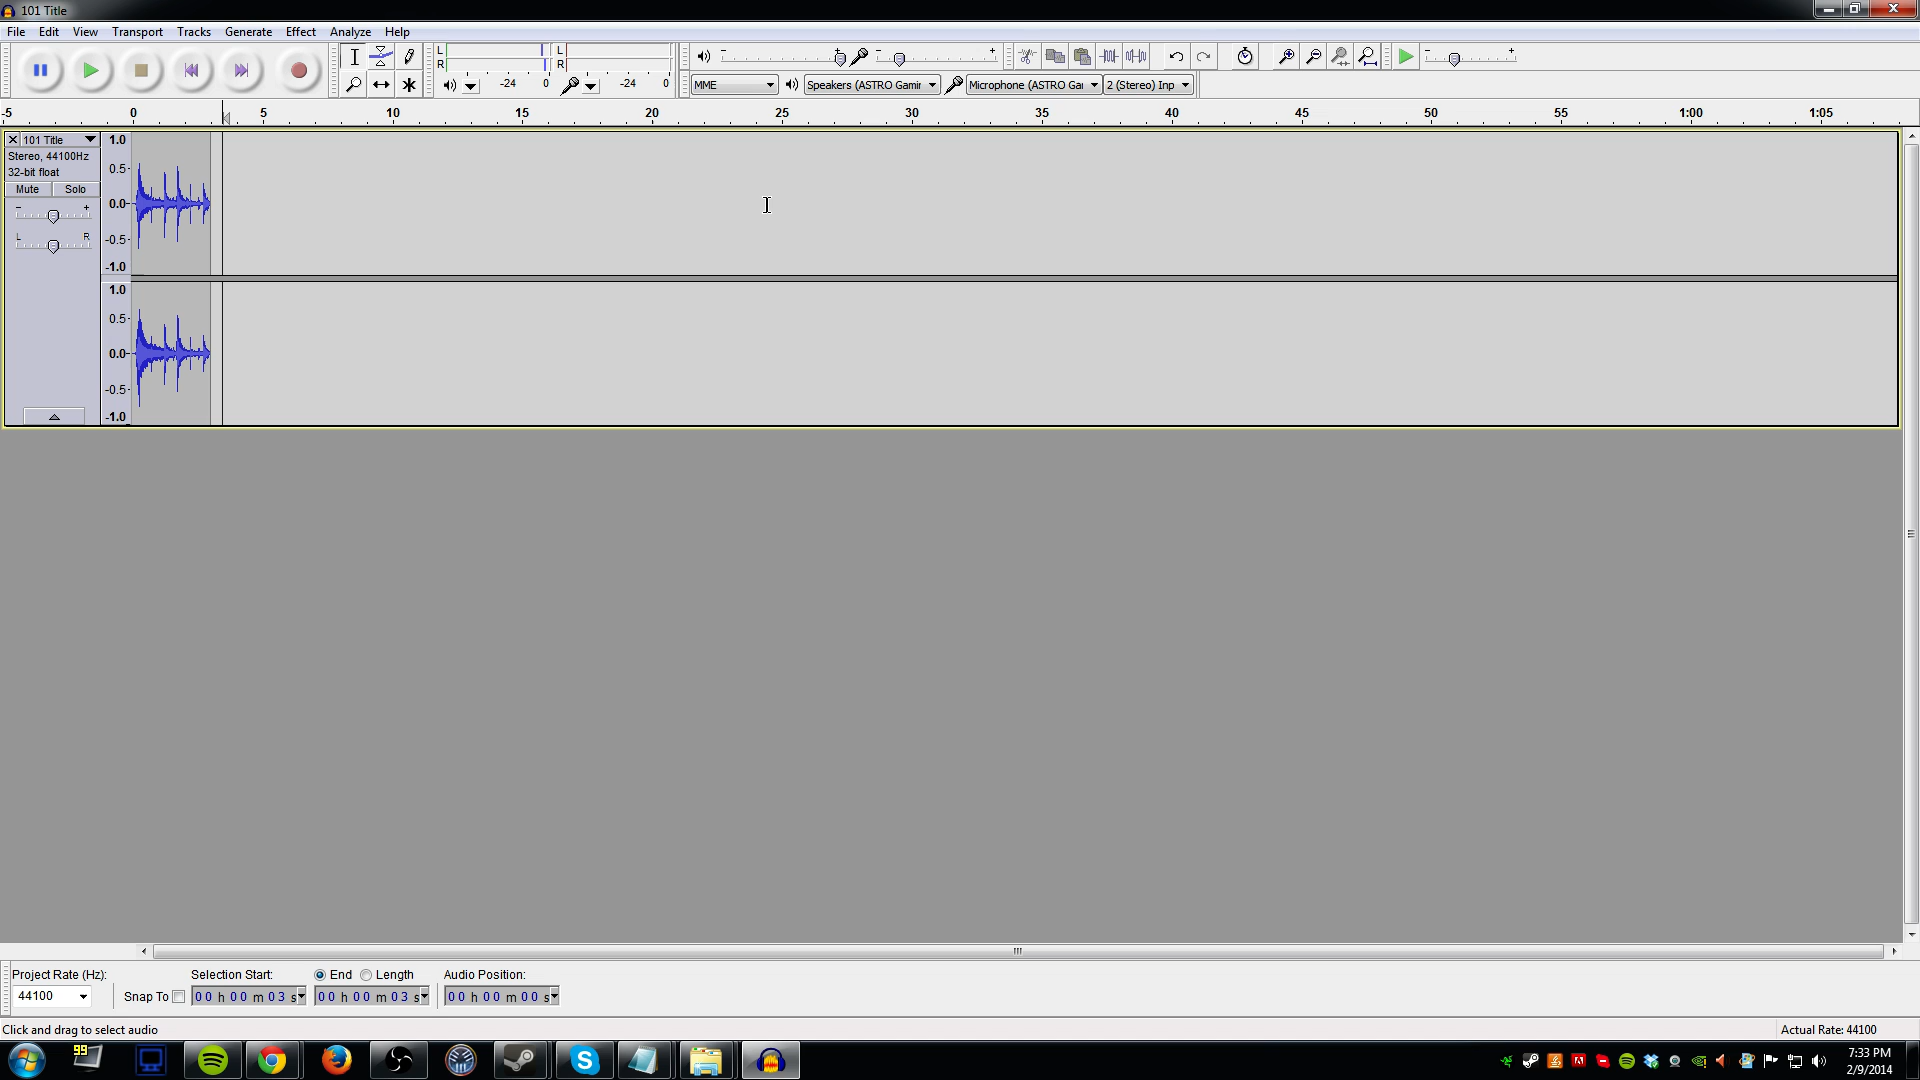 101 Title
File Edit View Transport Tracks Generate Effect Analyze Help
L L
R R
-24 0 -24 0
MME Speakers (ASTRO Gamin Microphone (ASTRO Gar 2 (Stereo) Inp
-5 0 5 10 15 20 25 30 35 40 45 50 55 1:00 1:05
101 Title
Stereo, 44100Hz
32-bit float
Mute Solo
- +
L R
1.0
0.5
0.0
-0.5
-1.0
1.0
0.5
0.0
-0.5
-1.0
Project Rate (Hz): Selection Start: End Length Audio Position:
44100 Snap To 00 h 00 m 03 s 00 h 00 m 03 s 00 h 00 m 00 s
Click and drag to select audio Actual Rate: 44100
99
7:33 PM
2/9/2014